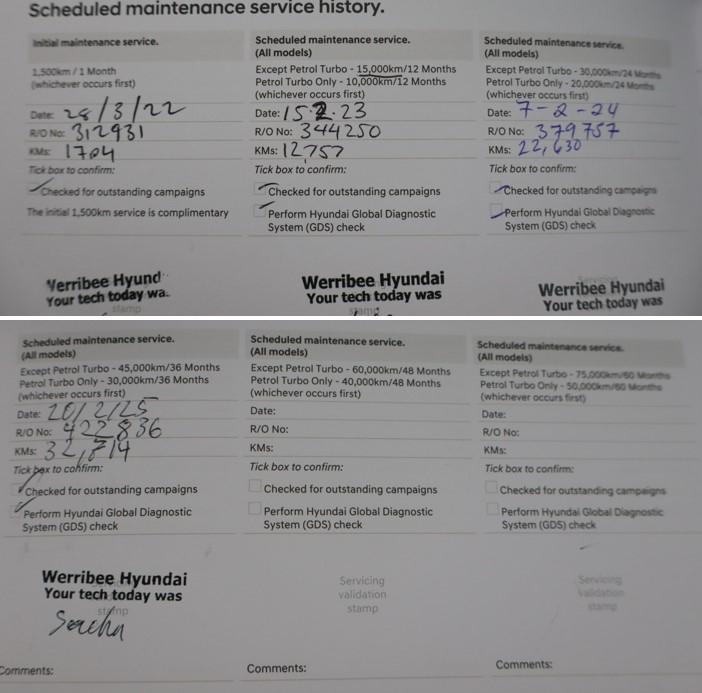 Scheduled maintenance service history.
Initial maintenance service.
1,500km / 1 Month
(whichever occurs first)
Date: 28/3/22
R/O No: 312931
KMs: 1704
Tick box to confirm:
Checked for outstanding campaigns
The initial 1,500km service is complimentary
Werribee Hyund
Your tech today wa.
stamp
Scheduled maintenance service.
(All models)
Except Petrol Turbo - 15,000km/12 Months
Petrol Turbo Only - 10,000km/12 Months
(whichever occurs first)
Date: 15.2.23
R/O No: 344250
KMs: 12,757
Tick box to confirm:
Checked for outstanding campaigns
Perform Hyundai Global Diagnostic
System (GDS) check
Werribee Hyundai
Your tech today was
stamp
Scheduled maintenance service.
(All models)
Except Petrol Turbo - 30,000km/24 Months
Petrol Turbo Only - 20,000km/24 Months
(whichever occurs first)
Date: 7-2-24
R/O No: 379757
KMs: 22,630
Tick box to confirm:
Checked for outstanding campaigns
Perform Hyundai Global Diagnostic
System (GDS) check
Werribee Hyundai
Your tech today was
Scheduled maintenance service.
(All models)
Except Petrol Turbo - 45,000km/36 Months
Petrol Turbo Only - 30,000km/36 Months
(whichever occurs first)
Date: 20/2/25
R/O No: 422836
KMs: 32,814
Tick box to confirm:
Checked for outstanding campaigns
Perform Hyundai Global Diagnostic
System (GDS) check
Werribee Hyundai
Your tech today was
stamp
Comments:
Scheduled maintenance service.
(All models)
Except Petrol Turbo - 60,000km/48 Months
Petrol Turbo Only - 40,000km/48 Months
(whichever occurs first)
Date:
R/O No:
KMs:
Tick box to confirm:
Checked for outstanding campaigns
Perform Hyundai Global Diagnostic
System (GDS) check
Servicing
validation
stamp
Comments:
Scheduled maintenance service.
(All models)
Except Petrol Turbo - 75,000km/60 Months
Petrol Turbo Only - 50,000km/60 Months
(whichever occurs first)
Date:
R/O No:
KMs:
Tick box to confirm:
Checked for outstanding campaigns
Perform Hyundai Global Diagnostic
System (GDS) check
Servicing
validation
stamp
Comments: